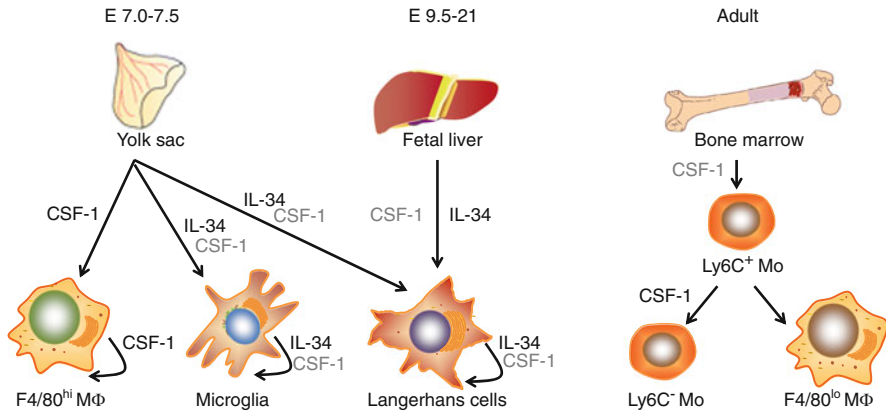 E 7.0-7.5
E 9.5-21
Adult
Yolk sac
Fetal liver
Bone marrow
CSF-1
CSF-1
IL-34
CSF-1
IL-34
CSF-1
CSF-1
IL-34
Ly6C⁺ Mo
CSF-1
CSF-1
IL-34
CSF-1
IL-34
CSF-1
F4/80ʰⁱ MΦ
Microglia
Langerhans cells
Ly6C⁻ Mo
F4/80ˡᵒ MΦ